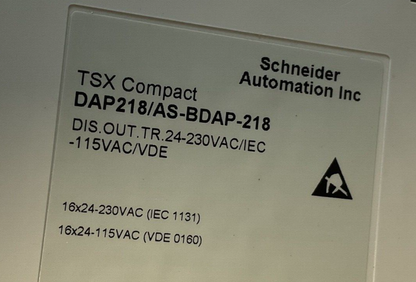 Schneider
Automation Inc
TSX Compact
DAP218/AS-BDAP-218
DIS.OUT.TR.24-230VAC/IEC
-115VAC/VDE
16x24-230VAC (IEC 1131)
16x24-115VAC (VDE 0160)